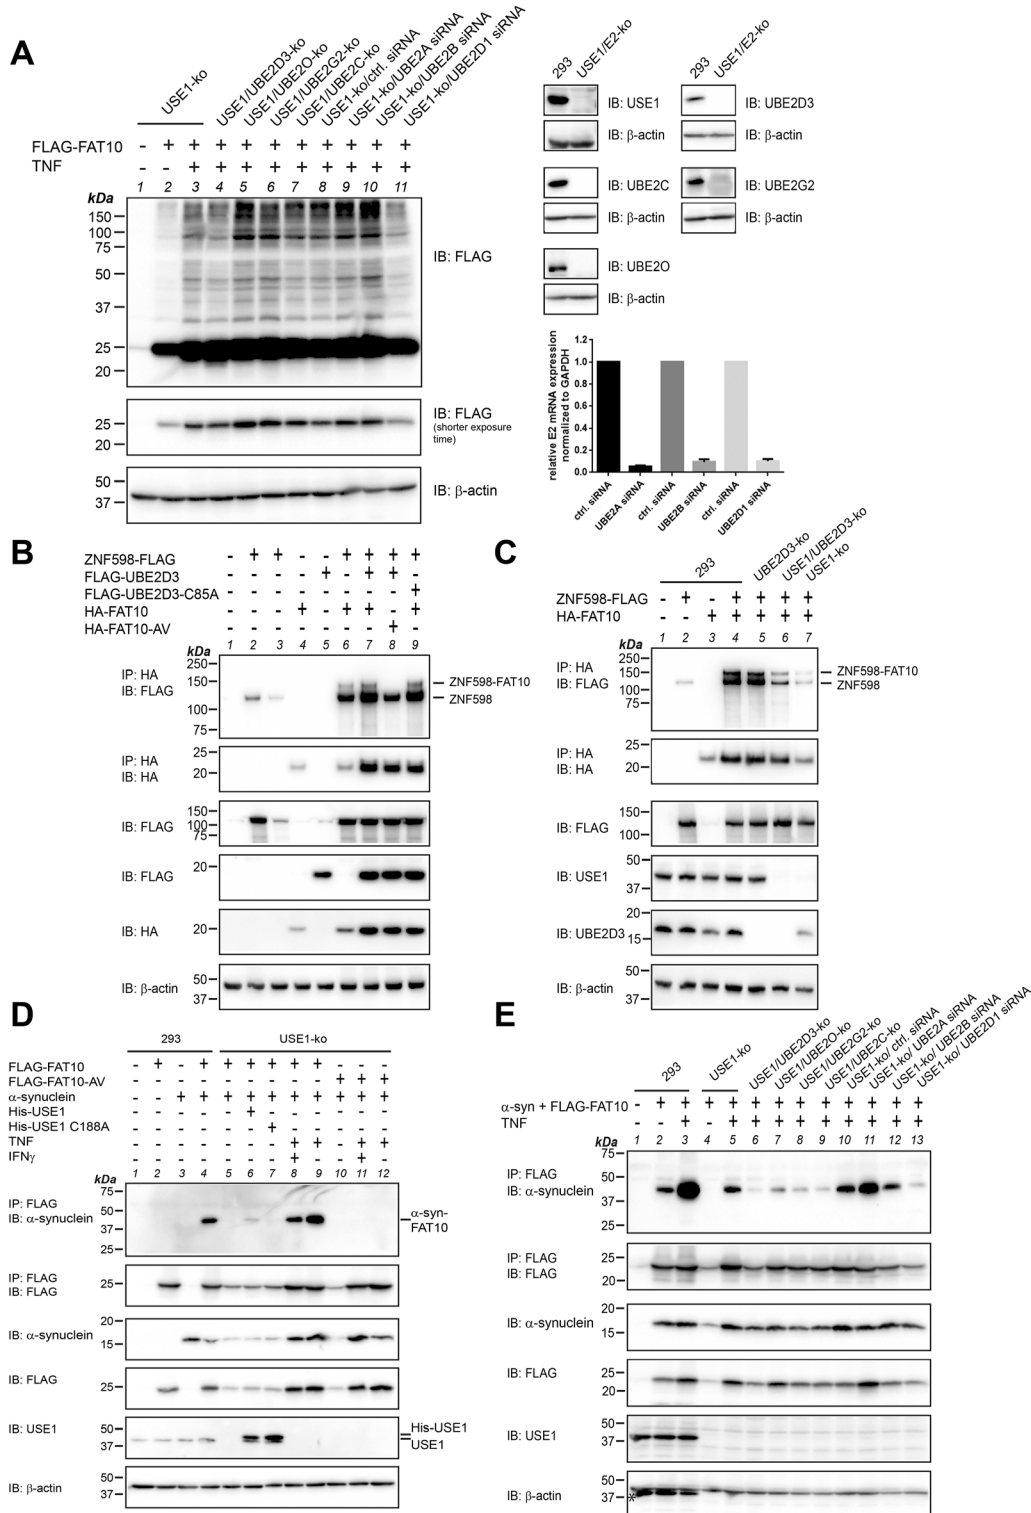 A
USE1-ko
USE1/UBE2D3-ko
USE1/UBE2O-ko
USE1/UBE2G2-ko
USE1/UBE2C-ko
USE1-ko/ctrl. siRNA
USE1-ko/UBE2A siRNA
USE1-ko/UBE2B siRNA
USE1-ko/UBE2D1 siRNA
FLAG-FAT10 - + + + + + + + + + +
TNF - - + + + + + + + + +
kDa 1 2 3 4 5 6 7 8 9 10 11
150
100
75
50
37
25
20
IB: FLAG
25
20
IB: FLAG
(shorter exposure
time)
50
37
IB: β-actin
293 USE1/E2-ko
293 USE1/E2-ko
IB: USE1
IB: UBE2D3
IB: β-actin
IB: β-actin
IB: UBE2C
IB: UBE2G2
IB: β-actin
IB: β-actin
IB: UBE2O
IB: β-actin
relative E2 mRNA expression
normalized to GAPDH
1.2
1.0
0.8
0.6
0.4
0.2
0.0
ctrl. siRNA
UBE2A siRNA
ctrl. siRNA
UBE2B siRNA
ctrl. siRNA
UBE2D1 siRNA
B
ZNF598-FLAG - + + - - + + + +
FLAG-UBE2D3 - - - - + - + + -
FLAG-UBE2D3-C85A - - - - - - - - +
HA-FAT10 - - - + - + + - +
HA-FAT10-AV - - - - - - - + -
kDa 1 2 3 4 5 6 7 8 9
IP: HA
IB: FLAG
250
150
100
75
ZNF598-FAT10
ZNF598
IP: HA
IB: HA
25
20
IB: FLAG
150
100
75
IB: FLAG
20
IB: HA
20
IB: β-actin
50
37
C
293
UBE2D3-ko
USE1/UBE2D3-ko
USE1-ko
ZNF598-FLAG - + - + + + +
HA-FAT10 - - + + + + +
kDa 1 2 3 4 5 6 7
IP: HA
IB: FLAG
250
150
100
75
ZNF598-FAT10
ZNF598
IP: HA
IB: HA
25
20
IB: FLAG
150
100
IB: USE1
50
37
IB: UBE2D3
20
15
IB: β-actin
50
37
D
293
USE1-ko
FLAG-FAT10 - + - + + + + + + - - -
FLAG-FAT10-AV - - - - - - - - - + + +
α-synuclein - - + + + + + + + + + +
His-USE1 - - - - - + - - - - - -
His-USE1 C188A - - - - - - + - - - - -
TNF - - - - - - - + + - + +
IFNγ - - - - - - - + - - + -
kDa 1 2 3 4 5 6 7 8 9 10 11 12
IP: FLAG
IB: α-synuclein
75
50
37
25
α-syn-
FAT10
IP: FLAG
IB: FLAG
25
IB: α-synuclein
20
15
IB: FLAG
25
IB: USE1
50
37
His-USE1
USE1
IB: β-actin
50
37
E
293
USE1-ko
USE1/UBE2D3-ko
USE1/UBE2O-ko
USE1/UBE2G2-ko
USE1/UBE2C-ko
USE1-ko/ ctrl. siRNA
USE1-ko/ UBE2A siRNA
USE1-ko/ UBE2B siRNA
USE1-ko/ UBE2D1 siRNA
α-syn + FLAG-FAT10 - + + + + + + + + + + + +
TNF - - + - + + + + + + + + +
kDa 1 2 3 4 5 6 7 8 9 10 11 12 13
IP: FLAG
IB: α-synuclein
75
50
37
25
IP: FLAG
IB: FLAG
25
20
IB: α-synuclein
20
15
IB: FLAG
25
20
IB: USE1
50
37
IB: β-actin
50
37
*